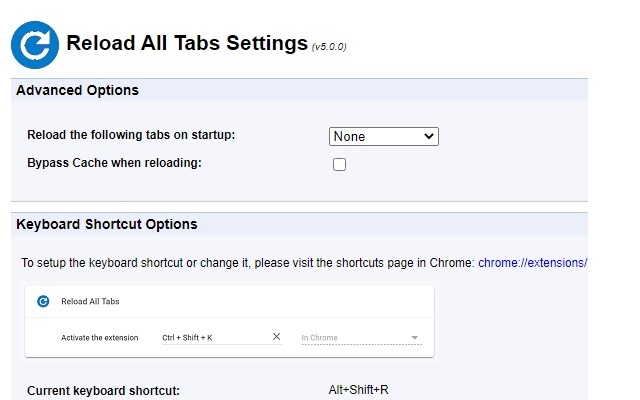 Reload All Tabs Settings (v5.0.0)
Advanced Options
Reload the following tabs on startup: None
Bypass Cache when reloading:
Keyboard Shortcut Options
To setup the keyboard shortcut or change it, please visit the shortcuts page in Chrome: chrome://extensions/
Reload All Tabs
Activate the extension Ctrl + Shift + K In Chrome
Current keyboard shortcut: Alt+Shift+R